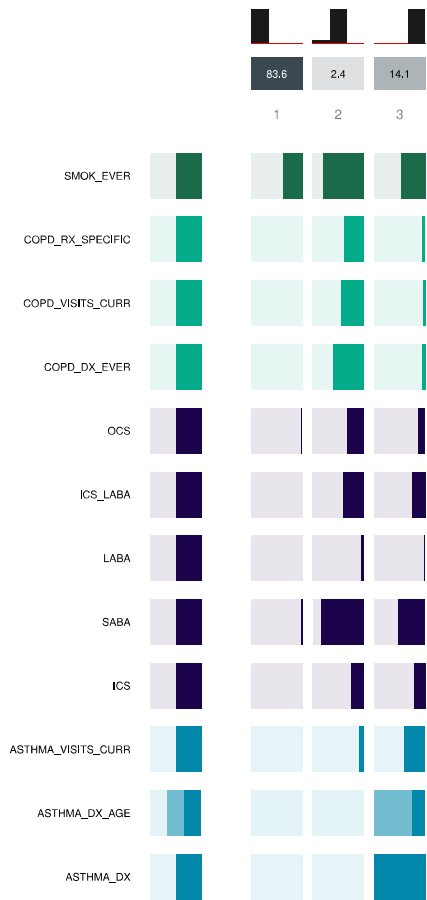 83.6 2.4 14.1
1 2 3
SMOK_EVER
COPD_RX_SPECIFIC
COPD_VISITS_CURR
COPD_DX_EVER
OCS
ICS_LABA
LABA
SABA
ICS
ASTHMA_VISITS_CURR
ASTHMA_DX_AGE
ASTHMA_DX